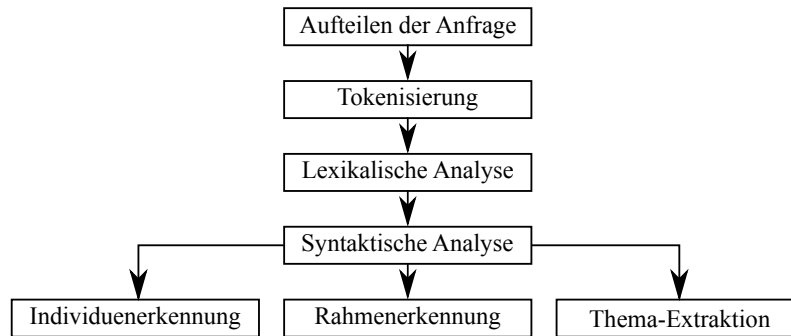 Aufteilen der Anfrage
Tokenisierung
Lexikalische Analyse
Syntaktische Analyse
Individuenerkennung
Rahmenerkennung
Thema-Extraktion